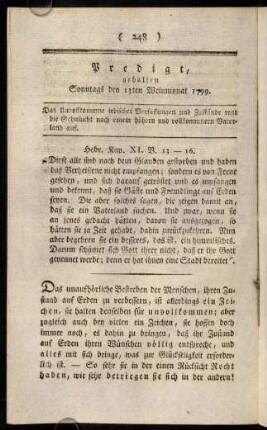 ( 248 )
Predigt,
gehalten
Sonntags den 13ten Weinmonat 1799.
Das Unvollkommene irdischer Verfassungen und Zustände regt
die Sehnsucht nach einem höhern und vollkommnern Vater-
land auf.
Hebr. Kap. XI. V. 13 — 16.
„Diese alle sind nach dem Glauben gestorben und haben
das Verheissene nicht empfangen; sondern es von Ferne
gesehen, und sich darauf getröstet und es umfangen
und bekennt, daß sie Gäste und Fremdlinge auf Erden
seyen. Die aber solches sagen, die zeigen damit an,
daß sie ein Vaterland suchen. Und zwar, wenn sie
jenes gemeint hätten, davon sie ausgiengen, so
hätten sie ja Zeit gehabt, dahin zurückzukehren. Nun
aber begehren sie ein besseres, das ist, ein himmlisches.
Darum schämet sich Gott ihrer nicht, daß er ihr Gott
genennet werde; denn er hat ihnen eine Stadt bereitet“.
Das unaufhörliche Bestreben der Menschen, ihren Zu-
stand auf Erden zu verbessern, ist allerdings ein Zei-
chen, sie halten denselben für unvollkommen; aber
zugleich auch den vielen ein Zeichen, sie hoffen doch
immer noch, es dahin zu bringen, daß ihr Zustand
auf Erden ihren Wünschen völlig entspreche, und
alles mit sich bringe, was zur Glückseligkeit erforder-
lich ist. — So sehr sie in der einen Rücksicht Recht
haben, wie sehr betriegen sie sich in der andern!